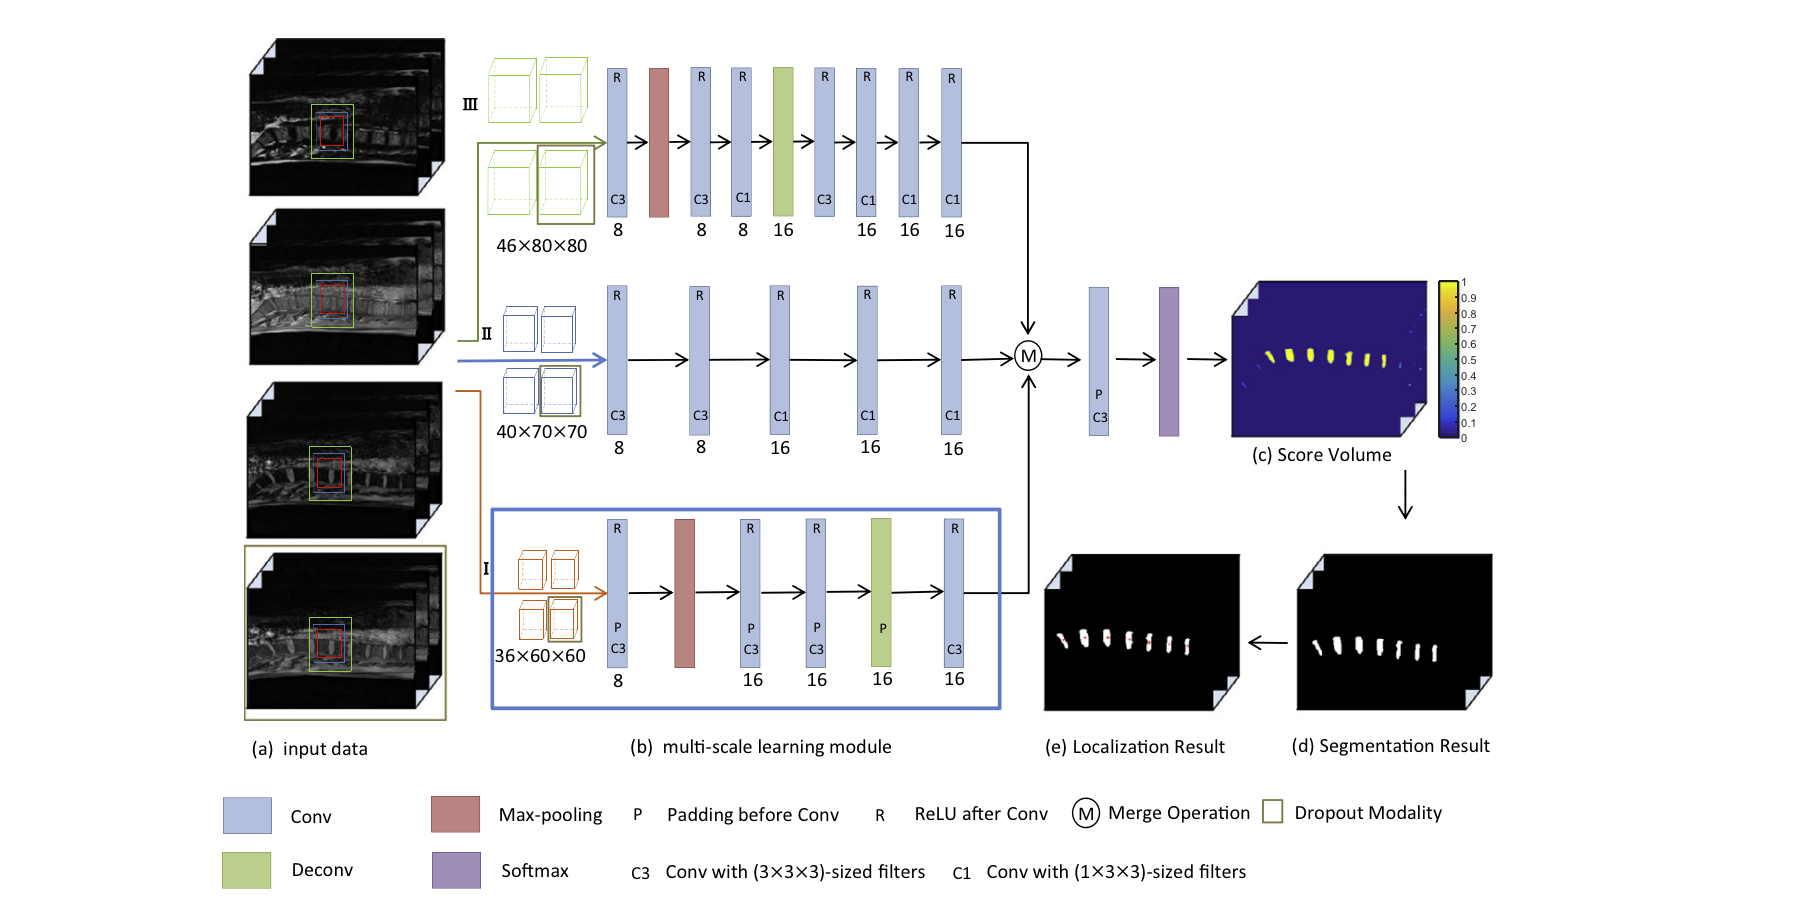 III
R R R R R R R
C3 C3 C1 C3 C1 C1 C1
8 8 8 16 16 16 16
46×80×80
II
R R R R R
M
C3 C3 C1 C1 C1
40×70×70
8 8 16 16 16
P
C3
1
0.9
0.8
0.7
0.6
0.5
0.4
0.3
0.2
0.1
0
(c) Score Volume
I
R R R R
P P P P
C3 C3 C3 C3
36×60×60
8 16 16 16 16
(a) input data
(b) multi-scale learning module
(e) Localization Result
(d) Segmentation Result
Conv
Max-pooling
P Padding before Conv
R ReLU after Conv
M Merge Operation
Dropout Modality
Deconv
Softmax
C3 Conv with (3×3×3)-sized filters
C1 Conv with (1×3×3)-sized filters